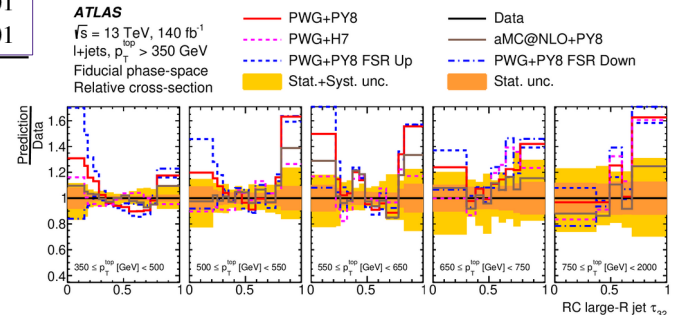 01
01
ATLAS
√s = 13 TeV, 140 fb⁻¹
l+jets, p_T^top > 350 GeV
Fiducial phase-space
Relative cross-section
PWG+PY8
PWG+H7
PWG+PY8 FSR Up
Stat.+Syst. unc.
Data
aMC@NLO+PY8
PWG+PY8 FSR Down
Stat. unc.
Prediction
Data
1.6
1.4
1.2
1
0.8
0.6
0.4
350 ≤ p_T^top [GeV] < 500
500 ≤ p_T^top [GeV] < 550
550 ≤ p_T^top [GeV] < 650
650 ≤ p_T^top [GeV] < 750
750 ≤ p_T^top [GeV] < 2000
0 0.5 1 0 0.5 1 0 0.5 1 0 0.5 1 0 0.5 1
RC large-R jet τ₃₂